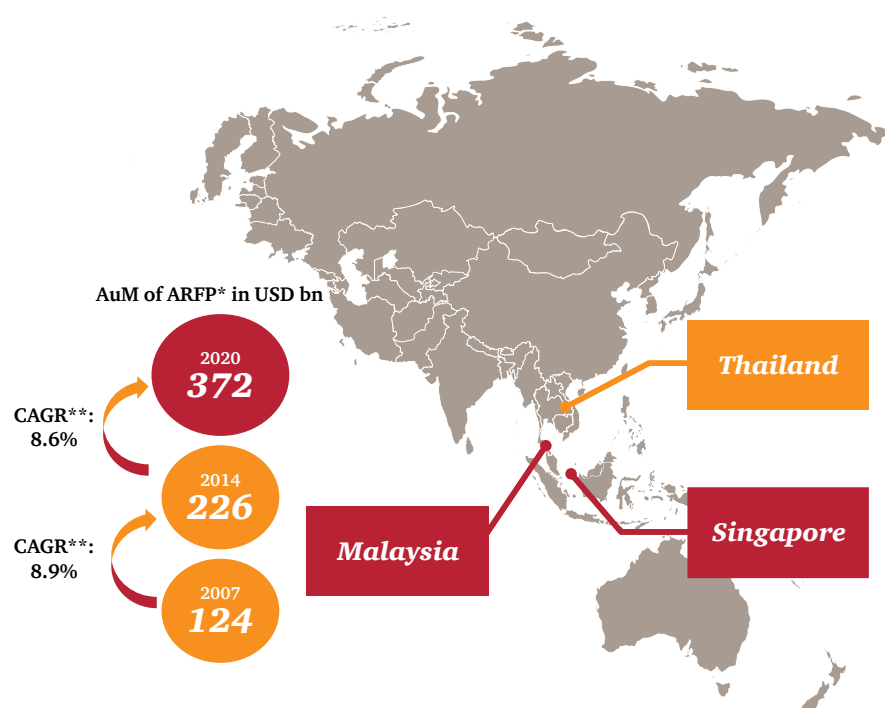 AuM of ARFP* in USD bn
2020
372
CAGR**:
8.6%
2014
226
CAGR**:
8.9%
2007
124
Thailand
Malaysia
Singapore